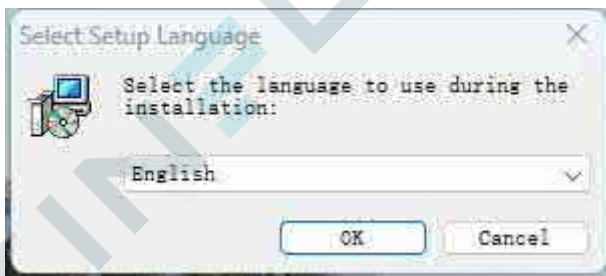 Select Setup Language
Select the language to use during the
installation:
English
OK
Cancel